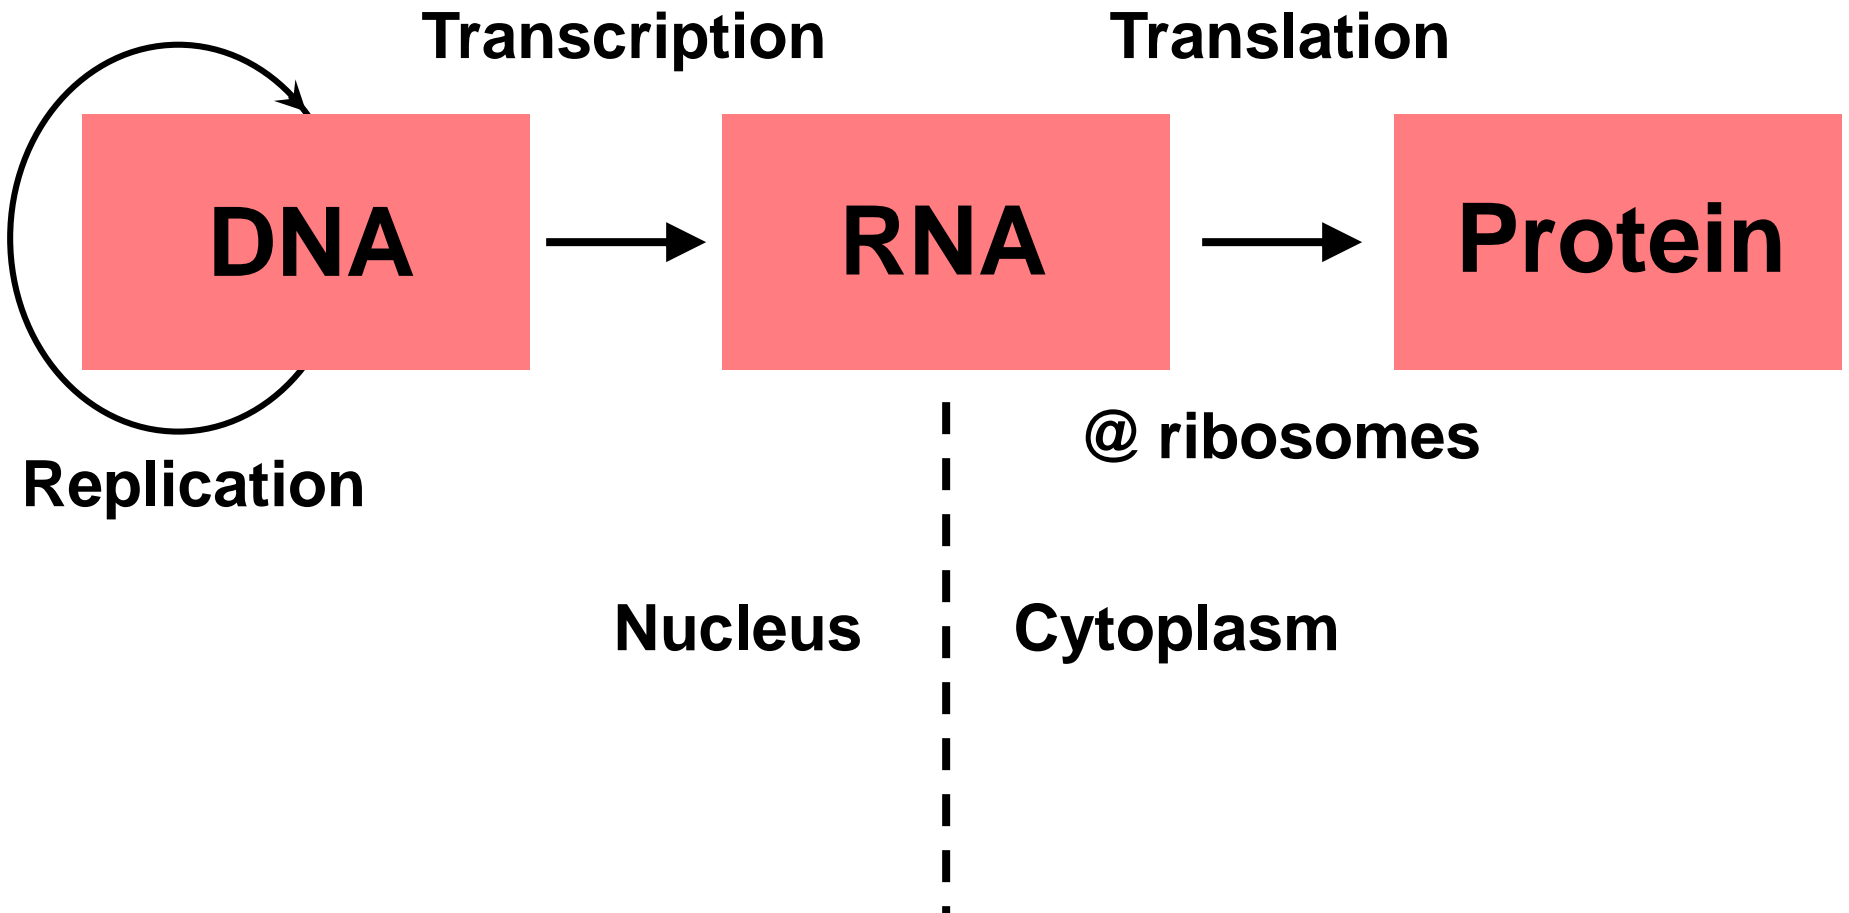 Transcription
Translation
DNA
RNA
Protein
@ ribosomes
Replication
Nucleus
Cytoplasm